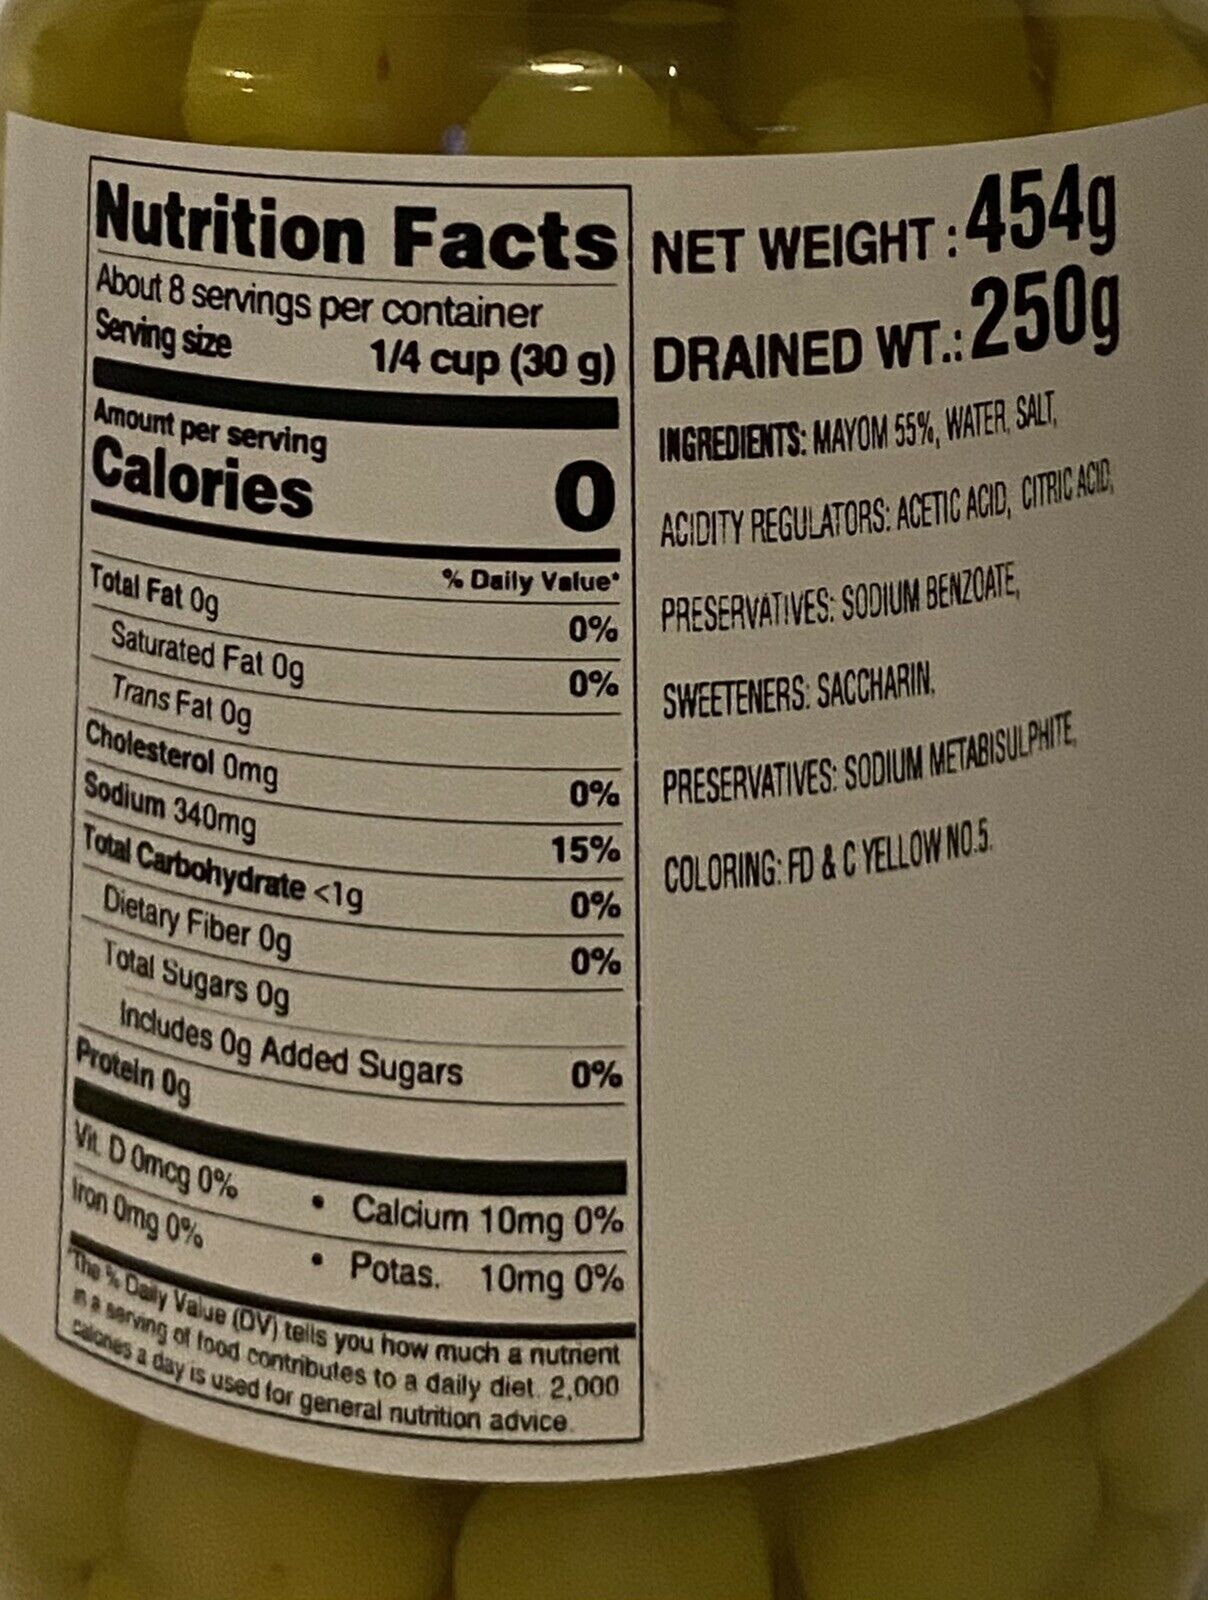 Nutrition Facts
About 8 servings per container
Serving size 1/4 cup (30 g)
Amount per serving
Calories 0
% Daily Value*
Total Fat 0g 0%
Saturated Fat 0g 0%
Trans Fat 0g
Cholesterol 0mg 0%
Sodium 340mg 15%
Total Carbohydrate <1g 0%
Dietary Fiber 0g 0%
Total Sugars 0g
Includes 0g Added Sugars 0%
Protein 0g
Vit. D 0mcg 0% • Calcium 10mg 0%
Iron 0mg 0% • Potas. 10mg 0%
*The % Daily Value (DV) tells you how much a nutrient
in a serving of food contributes to a daily diet. 2,000
calories a day is used for general nutrition advice.
NET WEIGHT : 454g
DRAINED WT.: 250g
INGREDIENTS: MAYOM 55%, WATER, SALT,
ACIDITY REGULATORS: ACETIC ACID, CITRIC ACID,
PRESERVATIVES: SODIUM BENZOATE,
SWEETENERS: SACCHARIN,
PRESERVATIVES: SODIUM METABISULPHITE,
COLORING: FD & C YELLOW NO.5.